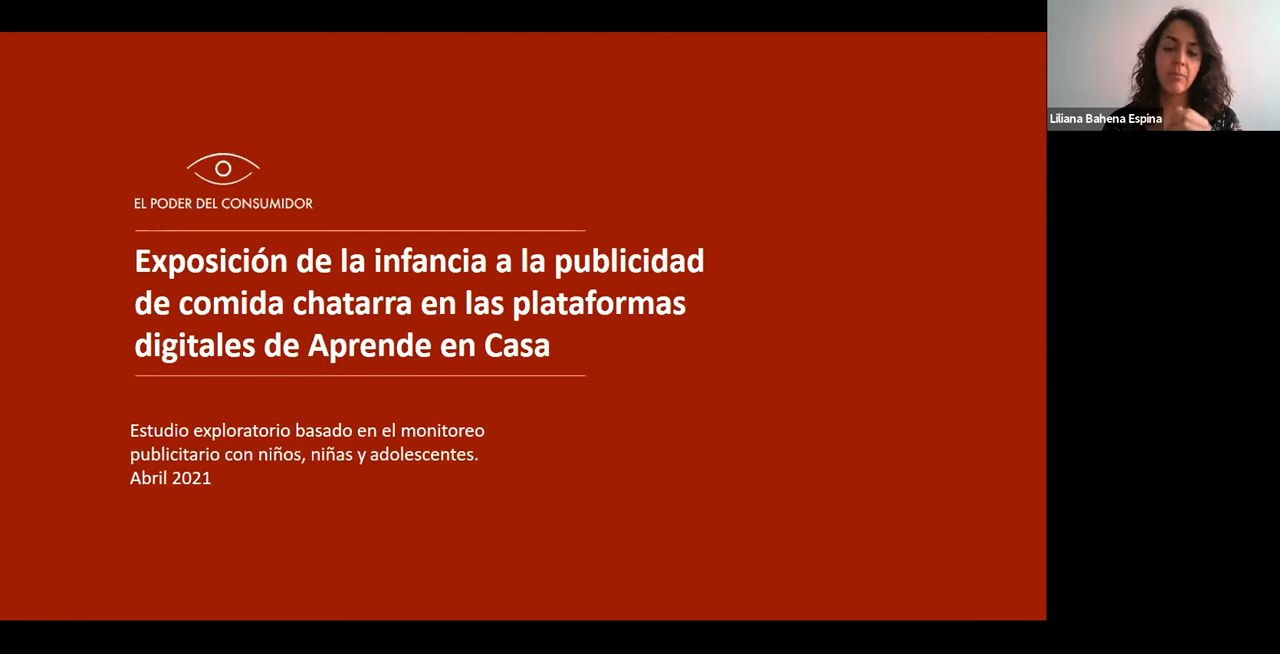 EL PODER DEL CONSUMIDOR
Exposición de la infancia a la publicidad
de comida chatarra en las plataformas
digitales de Aprende en Casa
Estudio exploratorio basado en el monitoreo
publicitario con niños, niñas y adolescentes.
Abril 2021
Liliana Bahena Espina